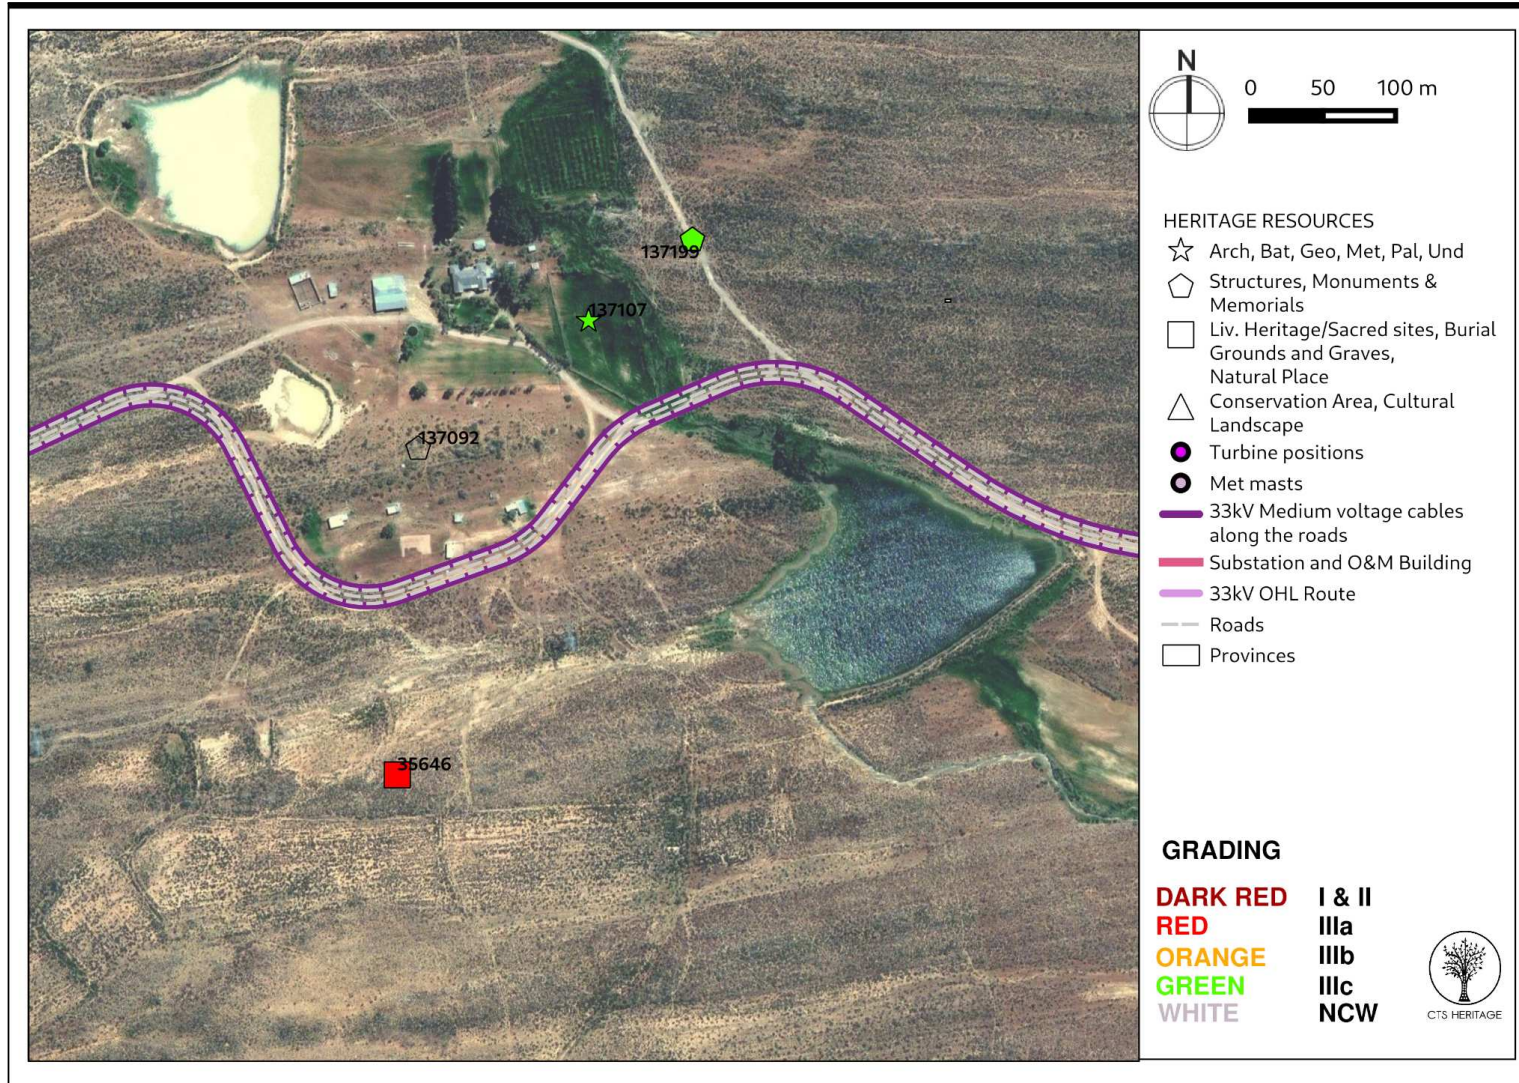 N
0 50 100 m
HERITAGE RESOURCES
Arch, Bat, Geo, Met, Pal, Und
Structures, Monuments &
Memorials
Liv. Heritage/Sacred sites, Burial
Grounds and Graves,
Natural Place
Conservation Area, Cultural
Landscape
Turbine positions
Met masts
33kV Medium voltage cables
along the roads
Substation and O&M Building
33kV OHL Route
Roads
Provinces
137199
137107
137092
35646
GRADING
DARK RED I & II
RED IIIa
ORANGE IIIb
GREEN IIIc
WHITE NCW
CTS HERITAGE